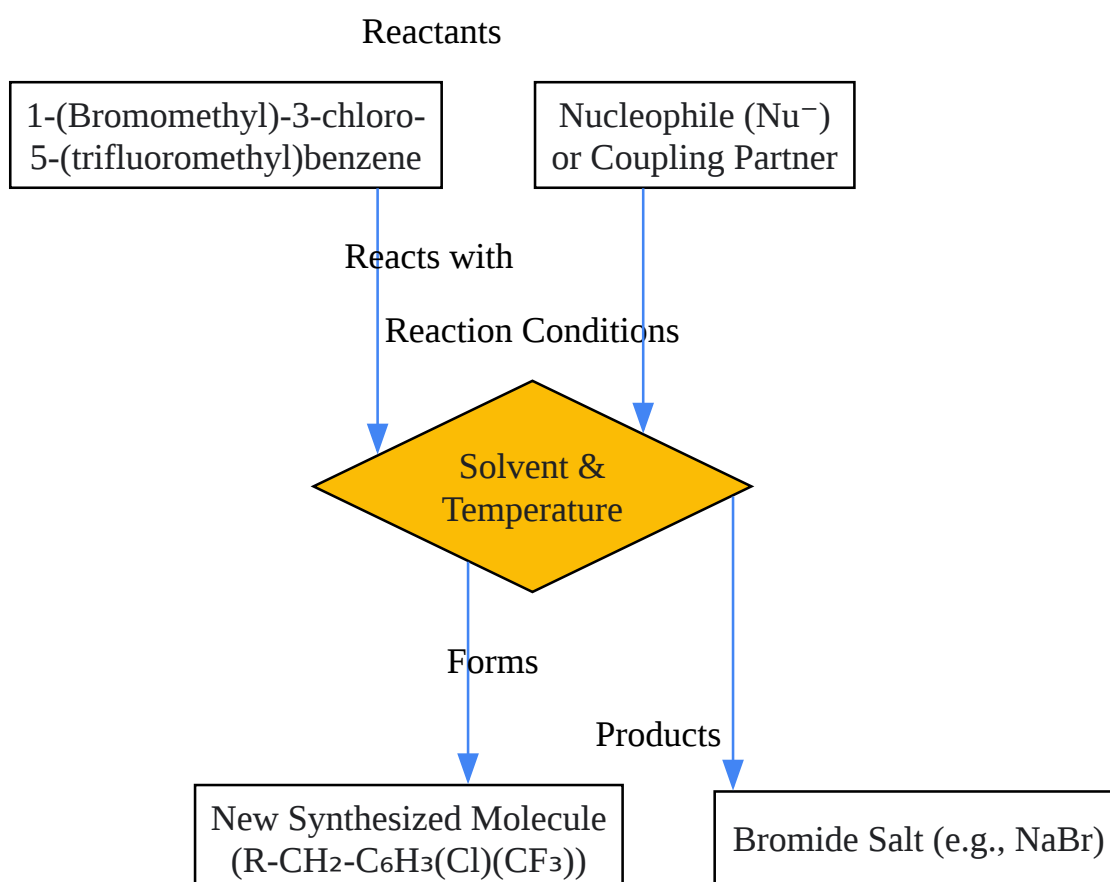 Reactants
1-(Bromomethyl)-3-chloro-
5-(trifluoromethyl)benzene
Nucleophile (Nu⁻)
or Coupling Partner
Reacts with
Reaction Conditions
Solvent &
Temperature
Forms
Products
New Synthesized Molecule
(R-CH₂-C₆H₃(Cl)(CF₃))
Bromide Salt (e.g., NaBr)